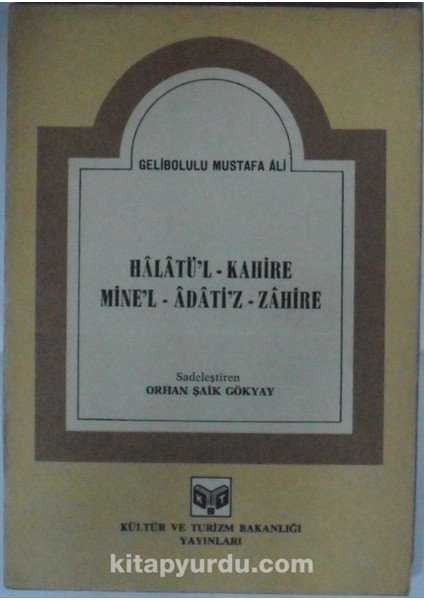 GELİBOLULU MUSTAFA ÂLİ
HÂLÂTÜ'L - KAHİRE
MİNE'L - ÂDÂTİ'Z - ZÂHİRE
Sadeleştiren
ORHAN ŞAİK GÖKYAY
K T
B
KÜLTÜR VE TURİZM BAKANLIĞI
YAYINLARI
kitapyurdu.com